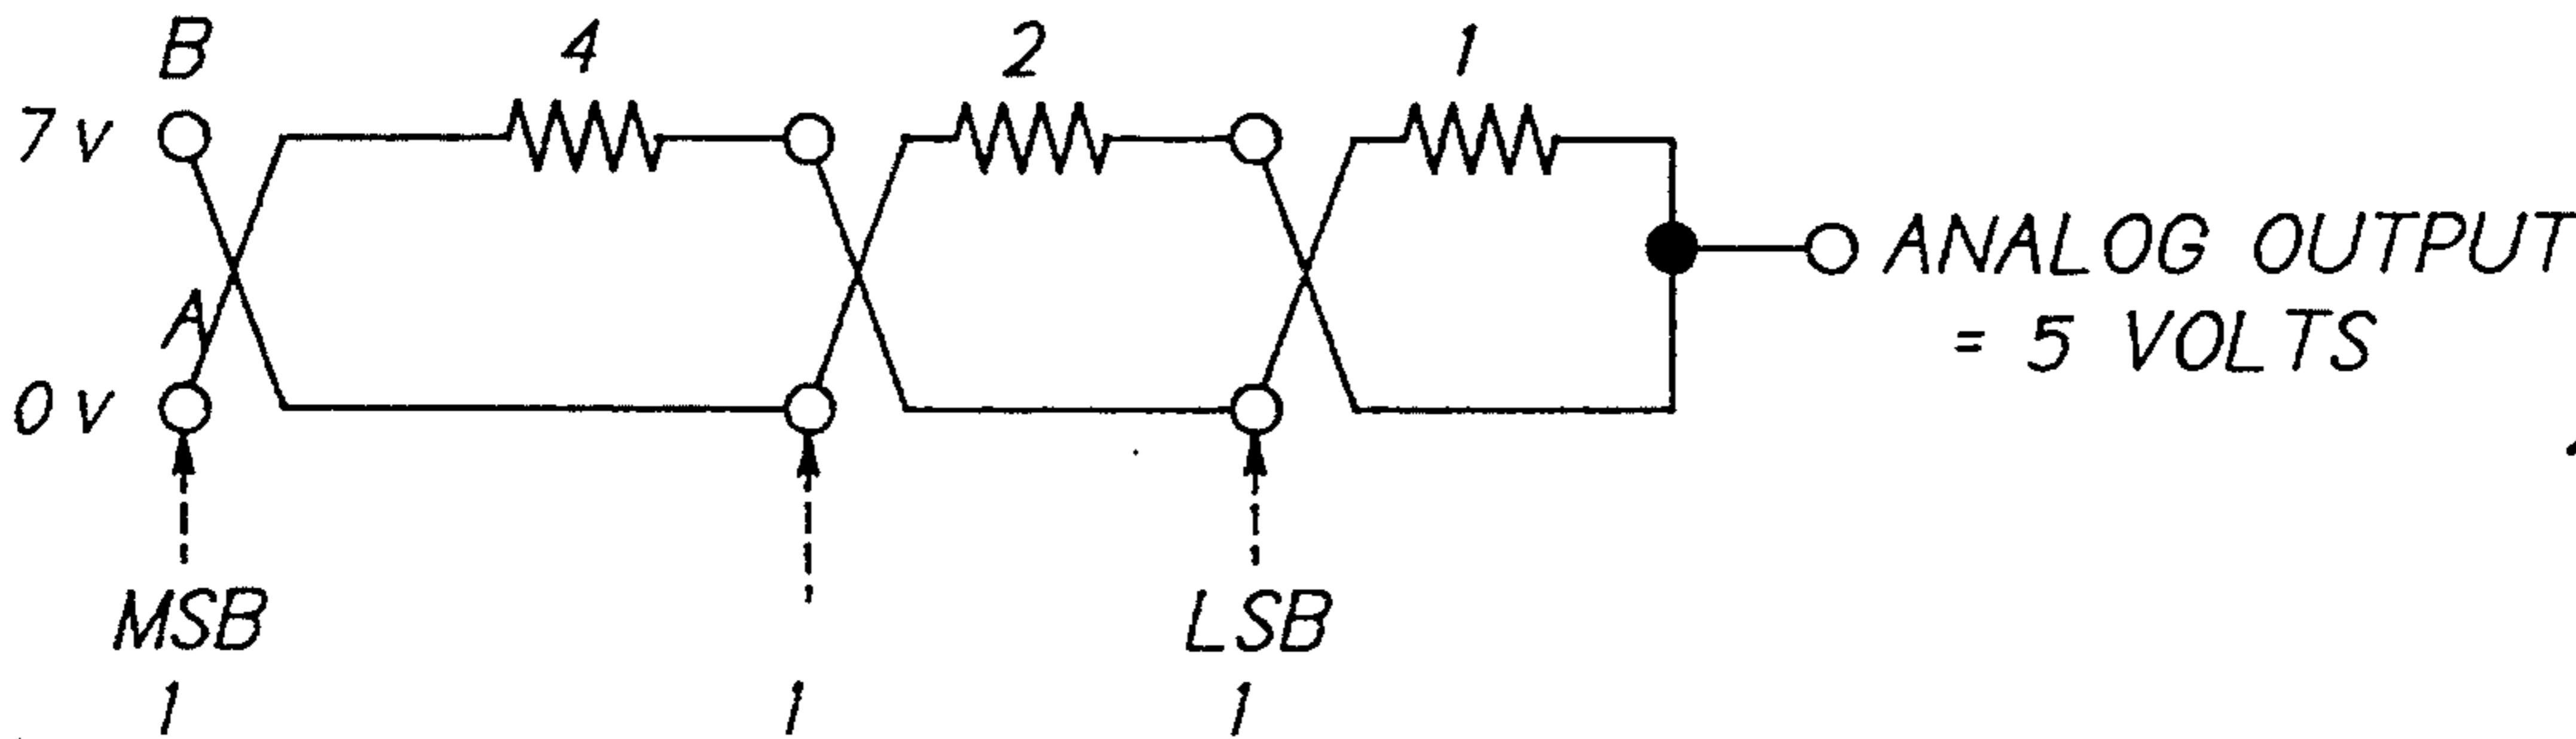 B 4 2 1
7 V
A
0 V
ANALOG OUTPUT
= 5 VOLTS
MSB LSB
1 1 1